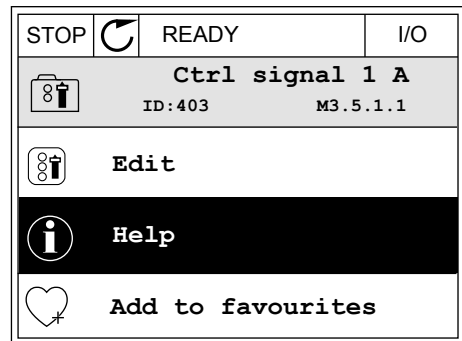 STOP READY I/O
Ctrl signal 1 A
ID:403 M3.5.1.1
Edit
Help
Add to favourites